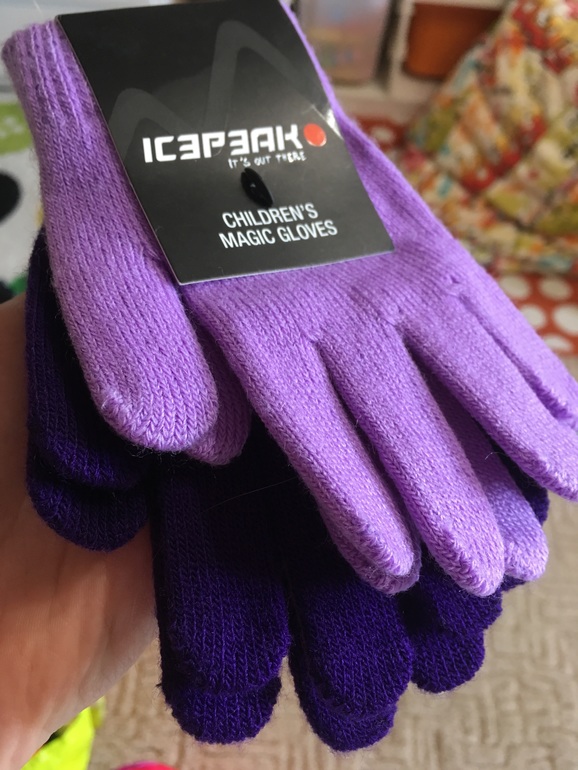 ICEPEAK
IT'S OUT THERE
CHILDREN'S
MAGIC GLOVES